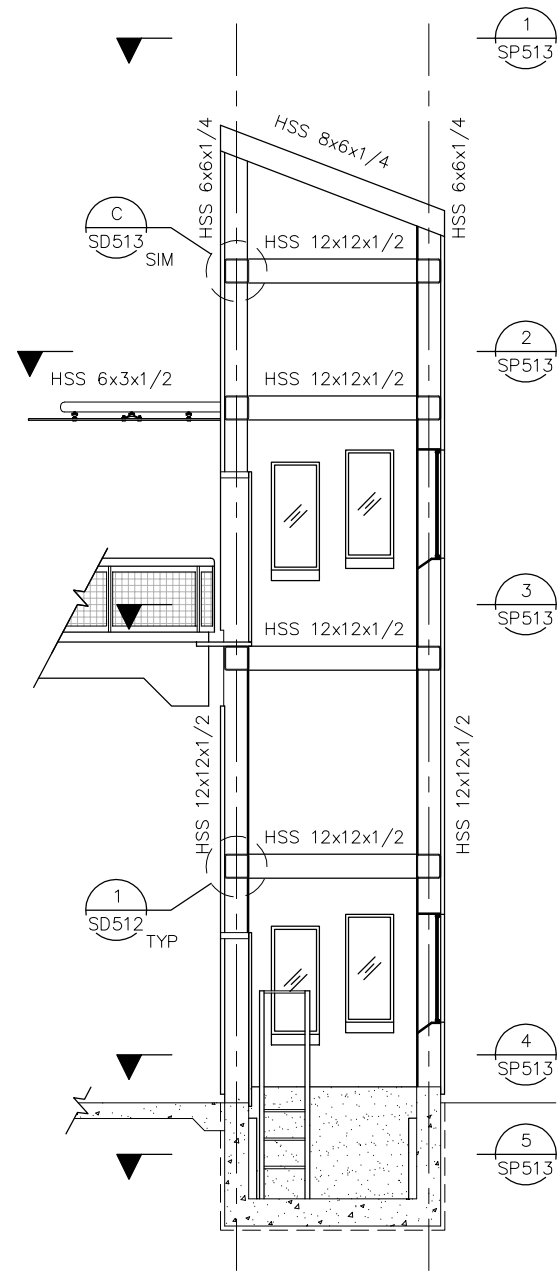 1
SP513
HSS 6x6x1/4
HSS 8x6x1/4
HSS 6x6x1/4
C
SD513
SIM
HSS 12x12x1/2
2
SP513
HSS 6x3x1/2
HSS 12x12x1/2
3
SP513
HSS 12x12x1/2
HSS 12x12x1/2
HSS 12x12x1/2
HSS 12x12x1/2
1
SD512
TYP
4
SP513
5
SP513